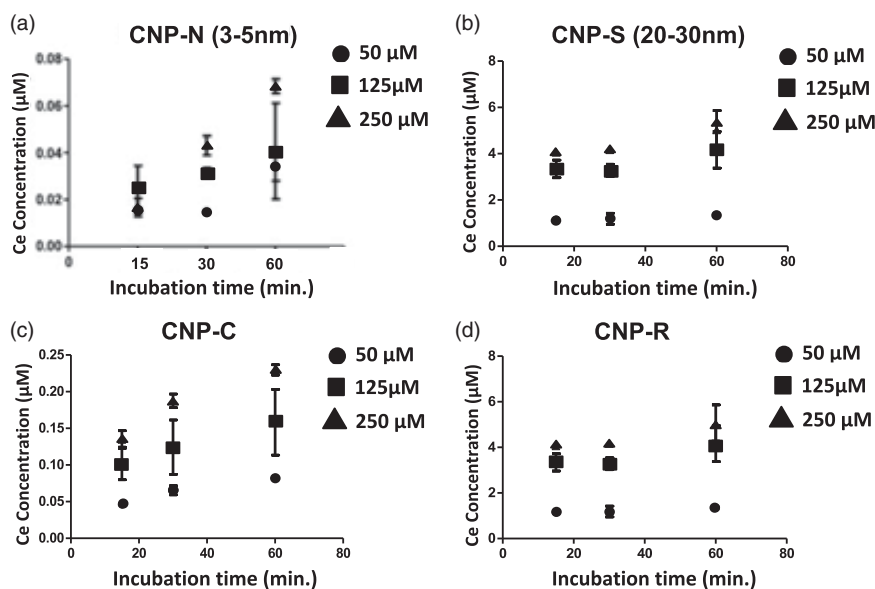 (a)
CNP-N (3-5nm)
Ce Concentration (µM)
0.08
0.06
0.04
0.02
0.00
0
15
30
60
Incubation time (min.)
50 µM
125µM
250 µM
(b)
CNP-S (20-30nm)
Ce Concentration (µM)
8
6
4
2
0
0
20
40
60
80
Incubation time (min.)
50 µM
125µM
250 µM
(c)
CNP-C
Ce Concentration (µM)
0.25
0.20
0.15
0.10
0.05
0.00
0
20
40
60
80
Incubation time (min.)
50 µM
125µM
250 µM
(d)
CNP-R
Ce Concentration (µM)
8
6
4
2
0
0
20
40
60
80
Incubation time (min.)
50 µM
125µM
250 µM